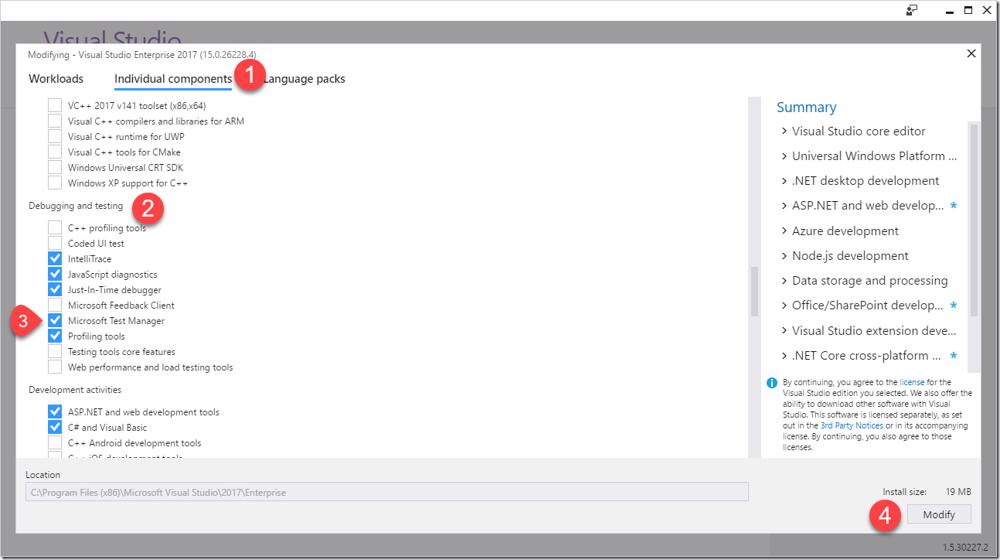 Visual Studio
Modifying - Visual Studio Enterprise 2017 (15.0.26228.4)
Workloads
Individual components
1
Language packs
VC++ 2017 v141 toolset (x86,x64)
Visual C++ compilers and libraries for ARM
Visual C++ runtime for UWP
Visual C++ tools for CMake
Windows Universal CRT SDK
Windows XP support for C++
Debugging and testing
2
C++ profiling tools
Coded UI test
IntelliTrace
JavaScript diagnostics
Just-In-Time debugger
Microsoft Feedback Client
3
Microsoft Test Manager
Profiling tools
Testing tools core features
Web performance and load testing tools
Development activities
ASP.NET and web development tools
C# and Visual Basic
C++ Android development tools
C++ iOS development tools
Summary
Visual Studio core editor
Universal Windows Platform ...
.NET desktop development
ASP.NET and web develop... *
Azure development
Node.js development
Data storage and processing
Office/SharePoint develop... *
Visual Studio extension deve...
.NET Core cross-platform ... *
By continuing, you agree to the license for the
Visual Studio edition you selected. We also offer the
ability to download other software with Visual
Studio. This software is licensed separately, as set
out in the 3rd Party Notices or in its accompanying
license. By continuing, you also agree to those
licenses.
Location
C:\Program Files (x86)\Microsoft Visual Studio\2017\Enterprise
Install size: 19 MB
4
Modify
1.5.30227.2